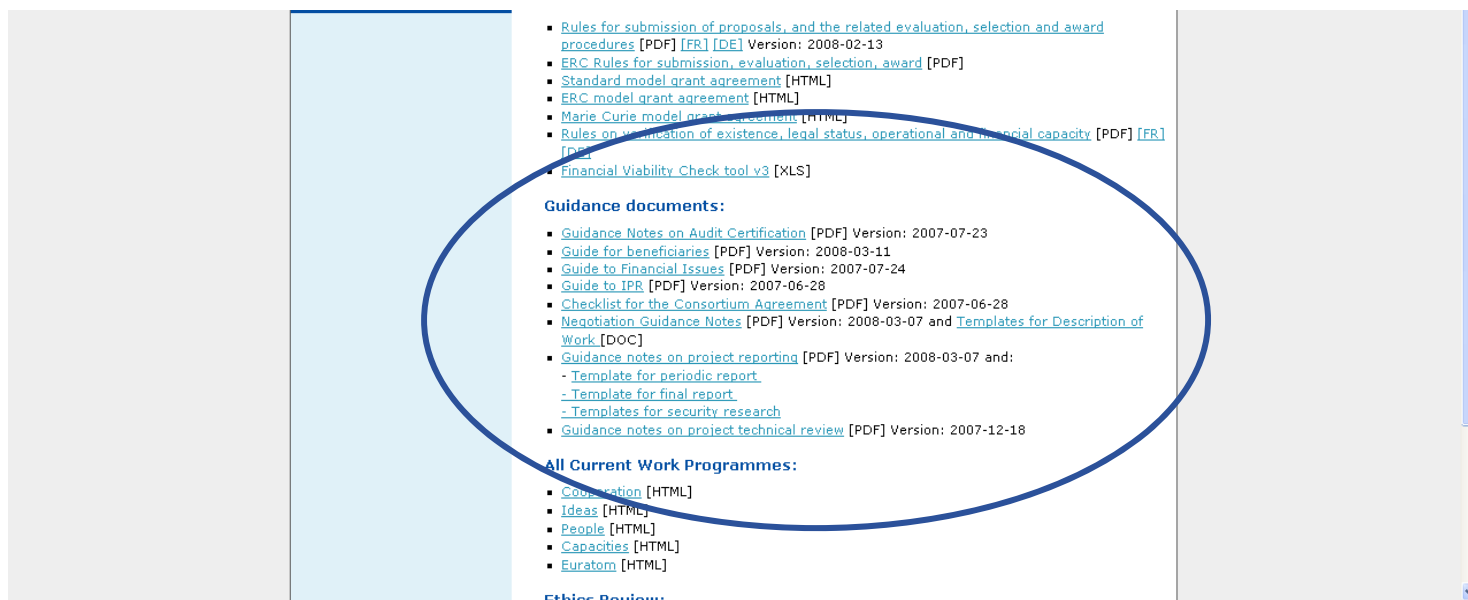 Rules for submission of proposals, and the related evaluation, selection and award
procedures [PDF] [FR] [DE] Version: 2008-02-13
ERC Rules for submission, evaluation, selection, award [PDF]
Standard model grant agreement [HTML]
ERC model grant agreement [HTML]
Marie Curie model grant agreement [HTML]
Rules on verification of existence, legal status, operational and financial capacity [PDF] [FR]
[DE]
Financial Viability Check tool v3 [XLS]
Guidance documents:
Guidance Notes on Audit Certification [PDF] Version: 2007-07-23
Guide for beneficiaries [PDF] Version: 2008-03-11
Guide to Financial Issues [PDF] Version: 2007-07-24
Guide to IPR [PDF] Version: 2007-06-28
Checklist for the Consortium Agreement [PDF] Version: 2007-06-28
Negotiation Guidance Notes [PDF] Version: 2008-03-07 and Templates for Description of
Work [DOC]
Guidance notes on project reporting [PDF] Version: 2008-03-07 and:
- Template for periodic report
- Template for final report
- Templates for security research
Guidance notes on project technical review [PDF] Version: 2007-12-18
All Current Work Programmes:
Cooperation [HTML]
Ideas [HTML]
People [HTML]
Capacities [HTML]
Euratom [HTML]
Ethics Review: